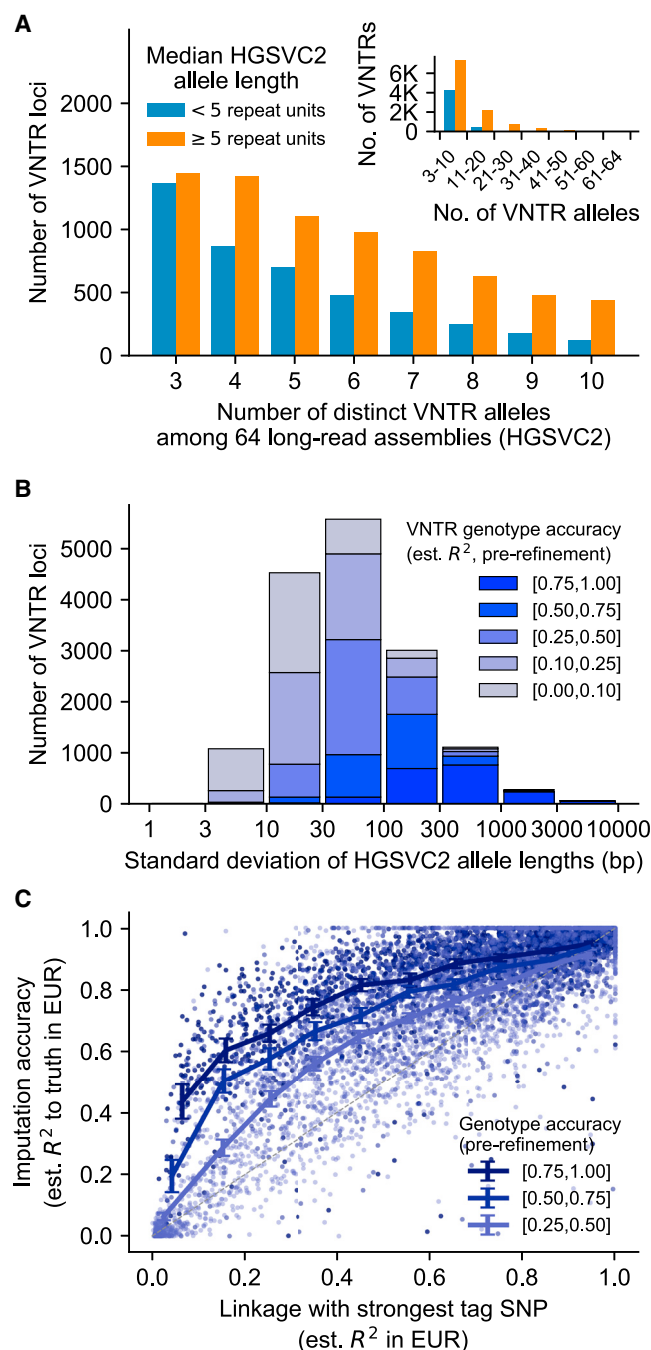 A
Median HGSVC2
allele length
< 5 repeat units
≥ 5 repeat units
Number of VNTR loci
2000
1500
1000
500
0
3 4 5 6 7 8 9 10
Number of distinct VNTR alleles
among 64 long-read assemblies (HGSVC2)
No. of VNTRs
6K
4K
2K
0
3-10 11-20 21-30 31-40 41-50 51-60 61-64
No. of VNTR alleles
B
VNTR genotype accuracy
(est. R², pre-refinement)
[0.75,1.00]
[0.50,0.75]
[0.25,0.50]
[0.10,0.25]
[0.00,0.10]
Number of VNTR loci
5000
4000
3000
2000
1000
0
1 3 10 30 100 300 1000 3000 10000
Standard deviation of HGSVC2 allele lengths (bp)
C
Imputation accuracy
(est. R² to truth in EUR)
1.0
0.8
0.6
0.4
0.2
0.0
Genotype accuracy
(pre-refinement)
[0.75,1.00]
[0.50,0.75]
[0.25,0.50]
0.0 0.2 0.4 0.6 0.8 1.0
Linkage with strongest tag SNP
(est. R² in EUR)